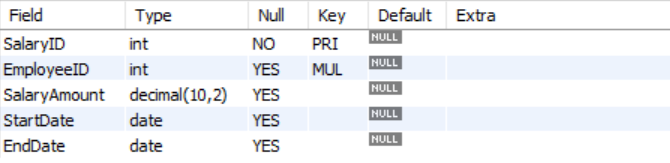 Field Type Null Key Default Extra
SalaryID int NO PRI NULL
EmployeeID int YES MUL NULL
SalaryAmount decimal(10,2) YES NULL
StartDate date YES NULL
EndDate date YES NULL